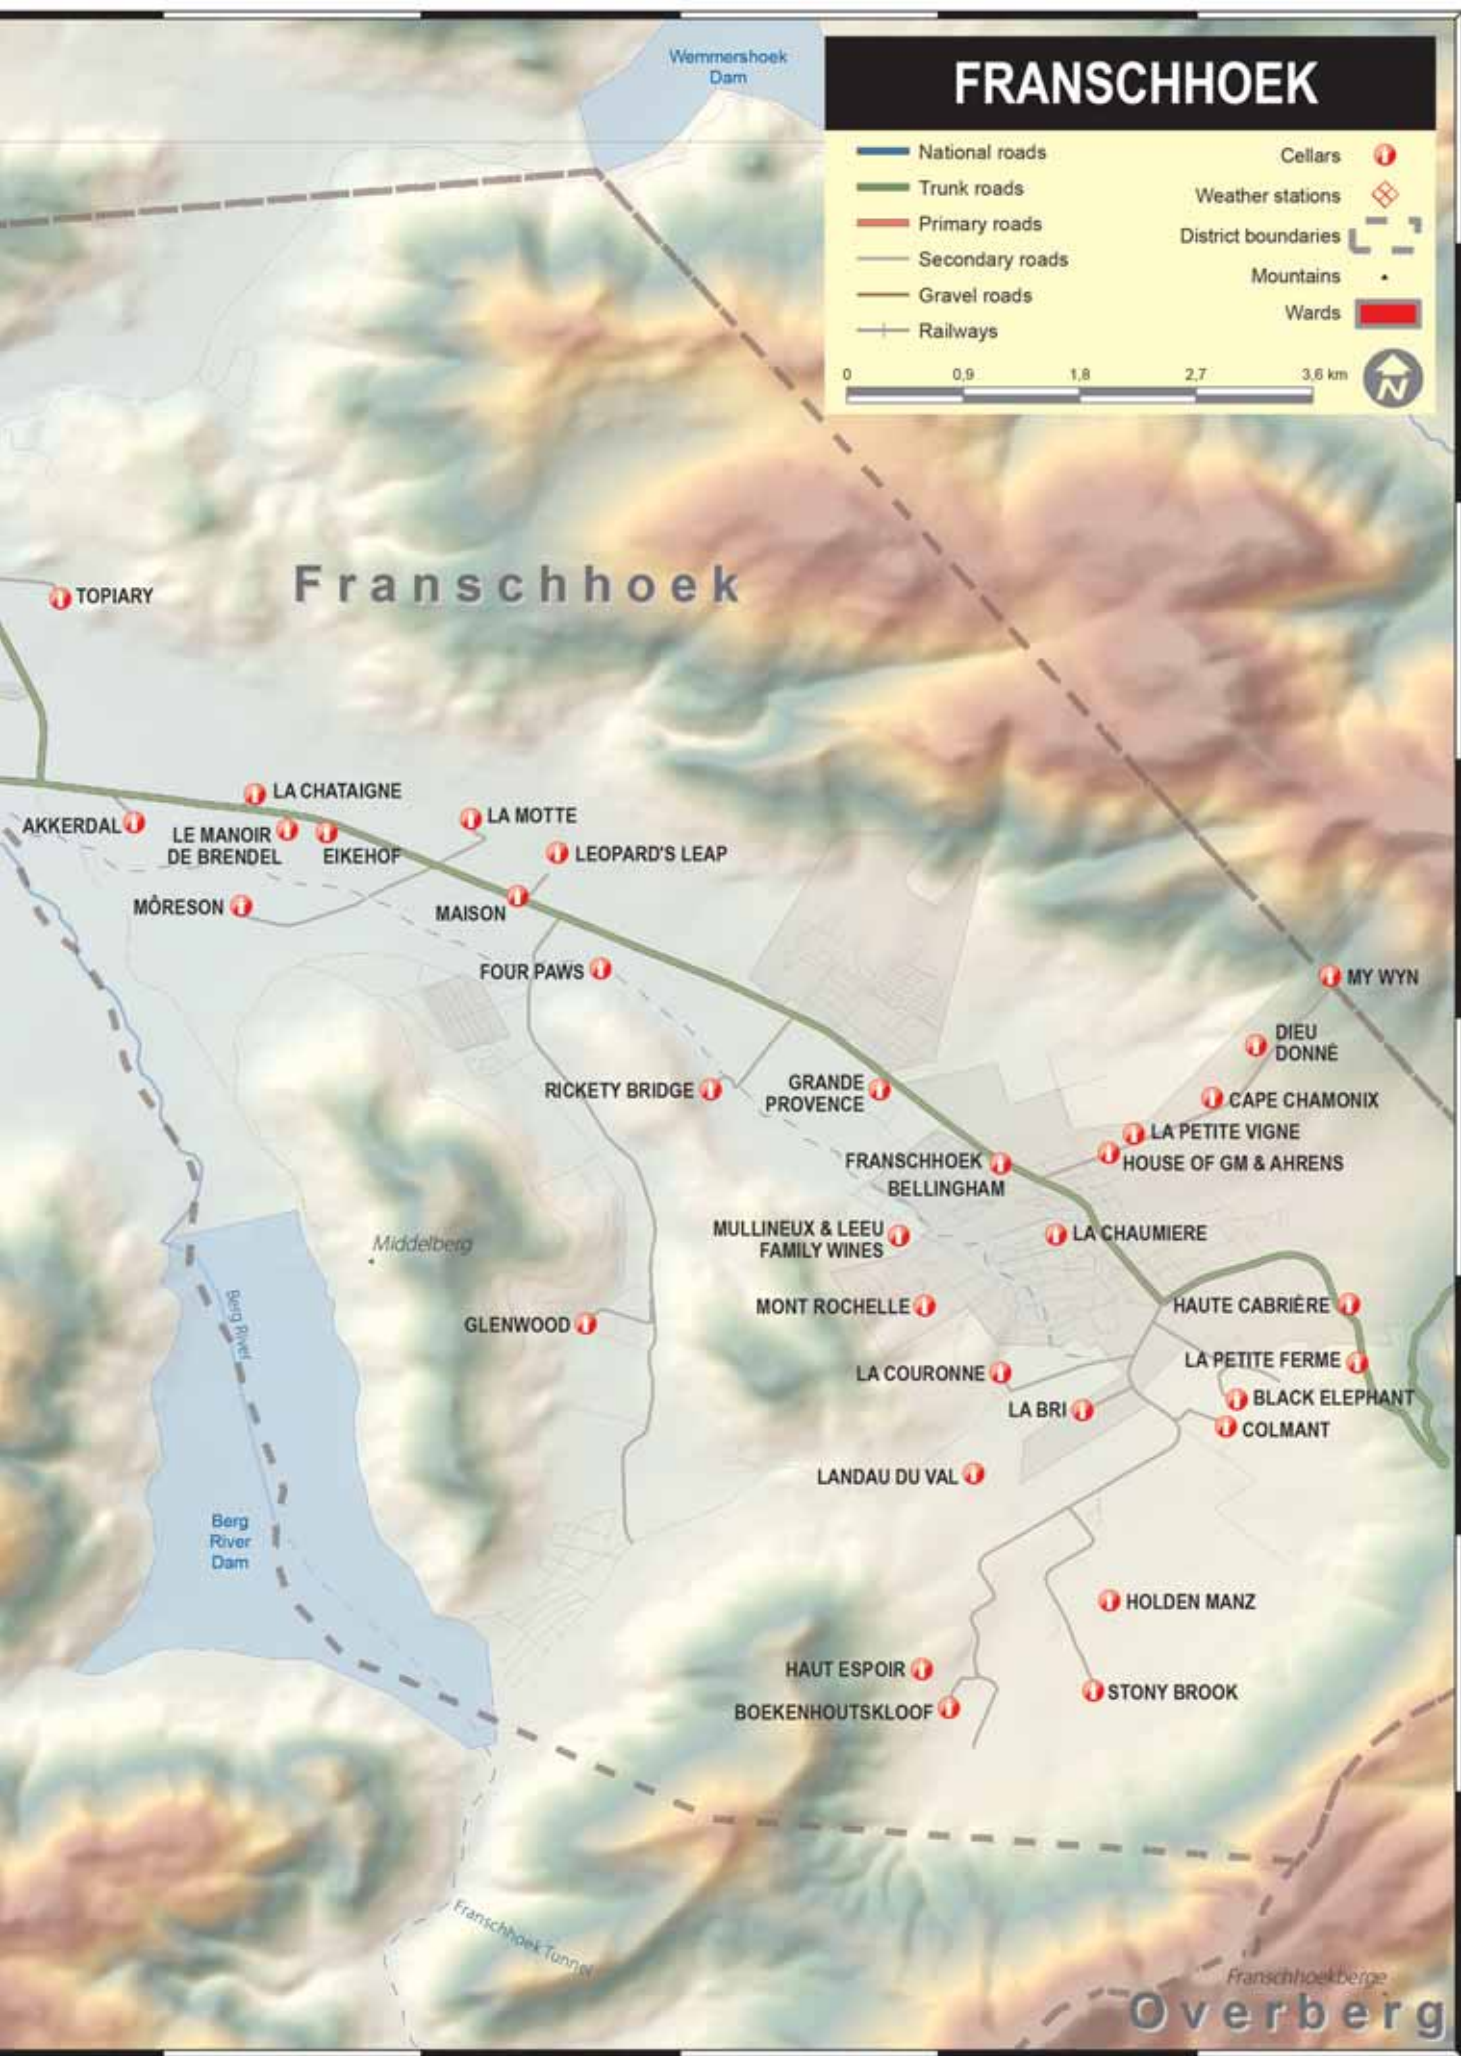 Wemmershoek
Dam
FRANSCHHOEK
National roads
Trunk roads
Primary roads
Secondary roads
Gravel roads
Railways
Cellars
Weather stations
District boundaries
Mountains
Wards
0 0,9 1,8 2,7 3,6 km
N
Franschhoek
TOPIARY
LA CHATAIGNE
AKKERDAL
LE MANOIR
DE BRENDEL
EIKEHOF
LA MOTTE
LEOPARD'S LEAP
MÔRESON
MAISON
FOUR PAWS
MY WYN
DIEU
DONNÉ
RICKETY BRIDGE
GRANDE
PROVENCE
CAPE CHAMONIX
LA PETITE VIGNE
HOUSE OF GM & AHRENS
FRANSCHHOEK
BELLINGHAM
MULLINEUX & LEEU
FAMILY WINES
LA CHAUMIERE
Middelberg
Berg River
MONT ROCHELLE
HAUTE CABRIÈRE
GLENWOOD
LA COURONNE
LA PETITE FERME
BLACK ELEPHANT
LA BRI
COLMANT
LANDAU DU VAL
Berg
River
Dam
HOLDEN MANZ
HAUT ESPOIR
STONY BROOK
BOEKENHOUTSKLOOF
Franschhoek Tunnel
Franschhoekberge
Overberg